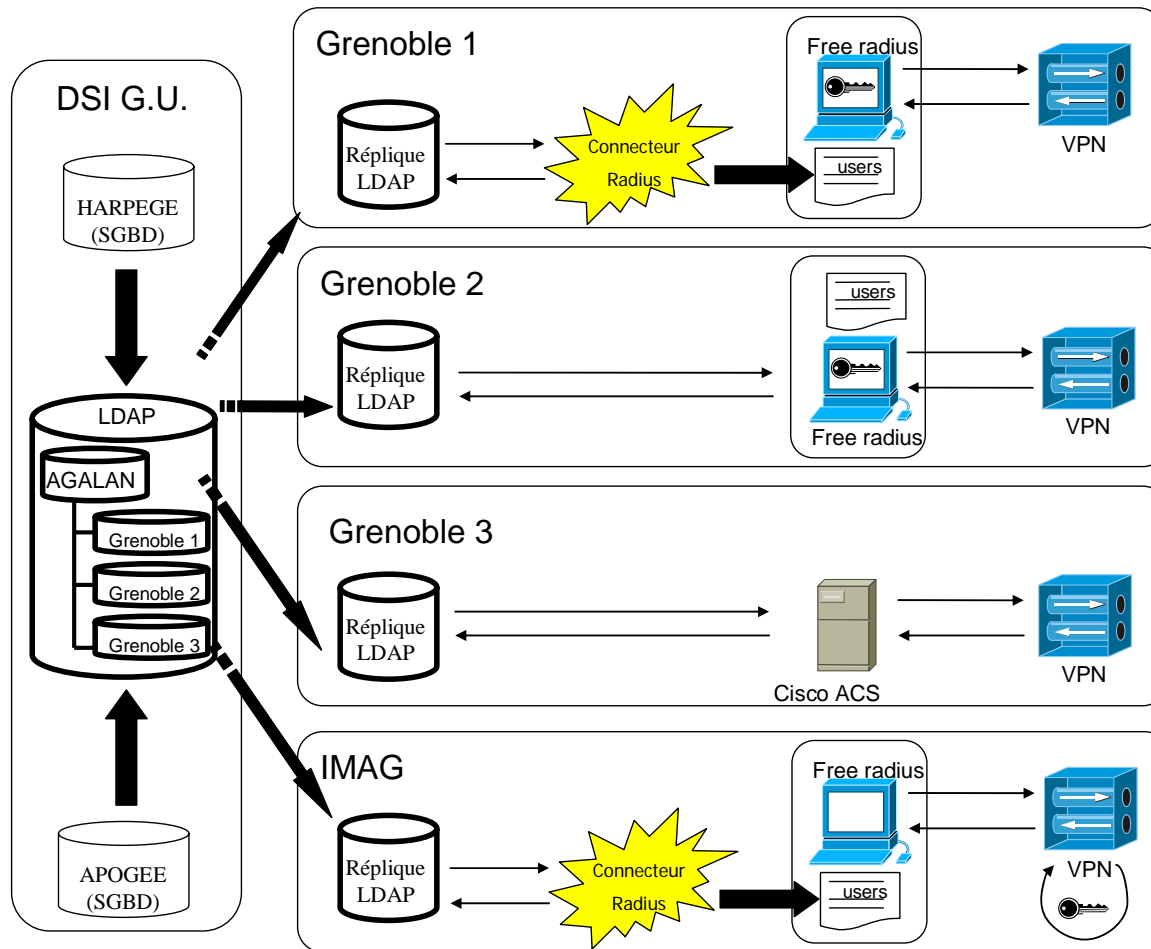 DSI G.U.
HARPEGE
(SGBD)
LDAP
AGALAN
Grenoble 1
Grenoble 2
Grenoble 3
APOGEE
(SGBD)
Grenoble 1
Réplique
LDAP
Connecteur
Radius
Free radius
users
VPN
Grenoble 2
Réplique
LDAP
users
Free radius
VPN
Grenoble 3
Réplique
LDAP
Cisco ACS
VPN
IMAG
Réplique
LDAP
Connecteur
Radius
Free radius
users
VPN